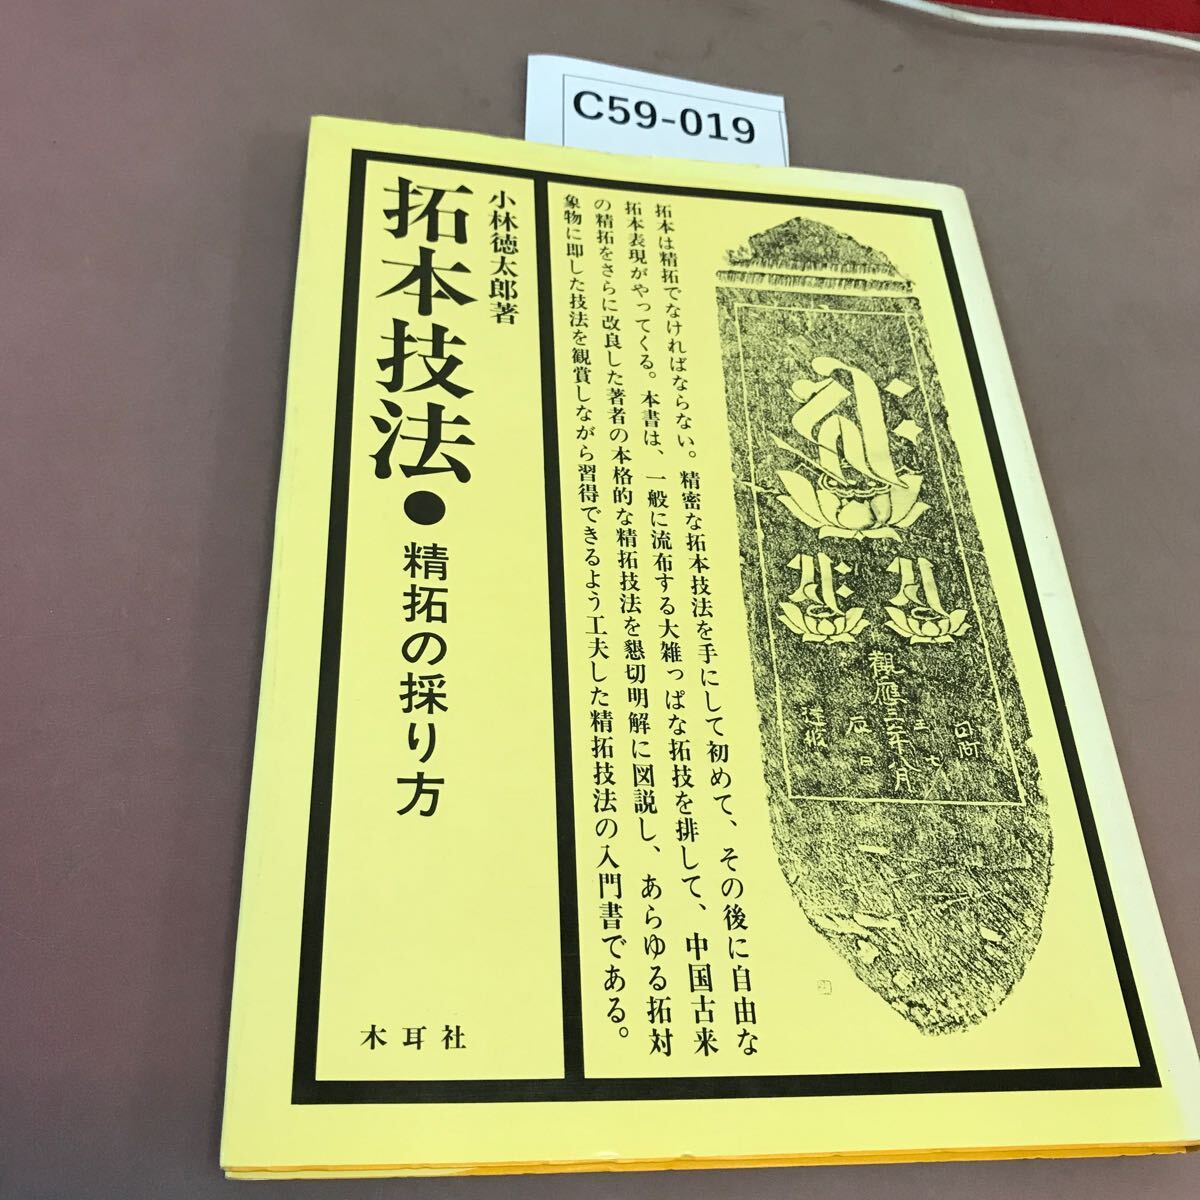 C59-019
小林徳太郎著
拓本技法●精拓の採り方
木耳社
拓本は精拓でなければならない。精密な拓本技法を手にして初めて、その後に自由な
拓本表現がやってくる。本書は、一般に流布する大雑っぱな拓技を排して、中国古来
の精拓をさらに改良した著者の本格的な精拓技法を懇切明解に図説し、あらゆる拓対
象物に即した技法を観賞しながら習得できるよう工夫した精拓技法の入門書である。
辰
日